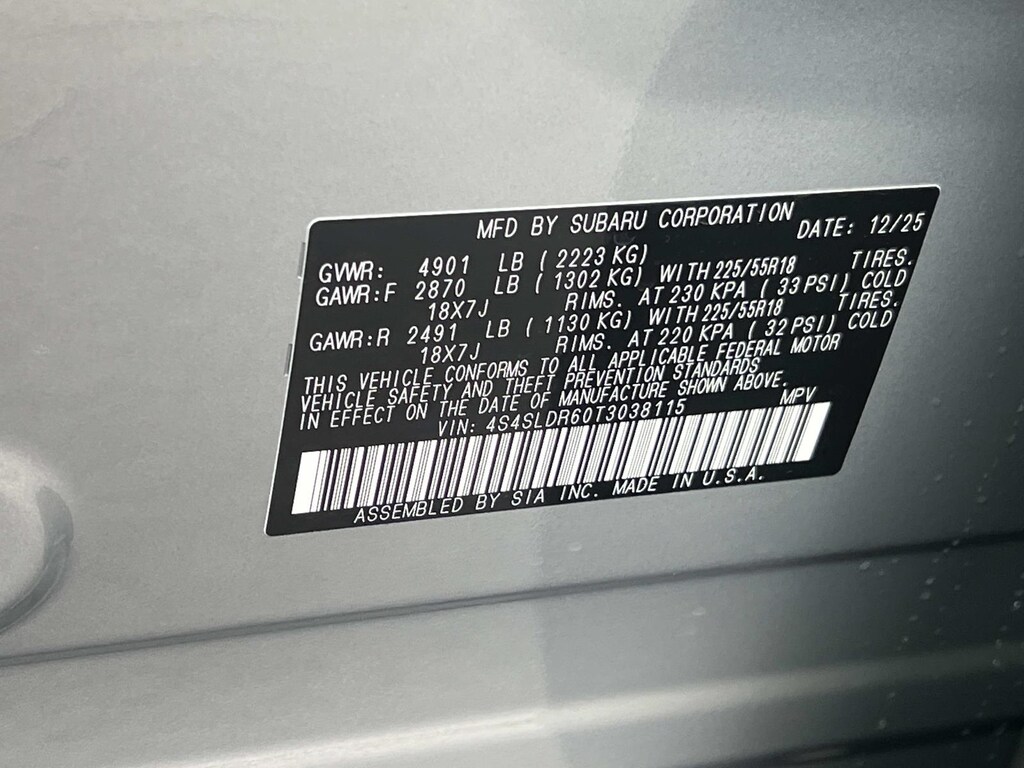 MFD BY SUBARU CORPORATION DATE: 12/25
GVWR: 4901 LB ( 2223 KG)
GAWR:F 2870 LB ( 1302 KG) WITH 225/55R18 TIRES.
18X7J RIMS. AT 230 KPA ( 33 PSI) COLD
GAWR:R 2491 LB ( 1130 KG) WITH 225/55R18 TIRES.
18X7J RIMS. AT 220 KPA ( 32 PSI) COLD
THIS VEHICLE CONFORMS TO ALL APPLICABLE FEDERAL MOTOR
VEHICLE SAFETY AND THEFT PREVENTION STANDARDS
IN EFFECT ON THE DATE OF MANUFACTURE SHOWN ABOVE.
VIN: 4S4SLDR60T3038115 MPV
ASSEMBLED BY SIA INC. MADE IN U.S.A.